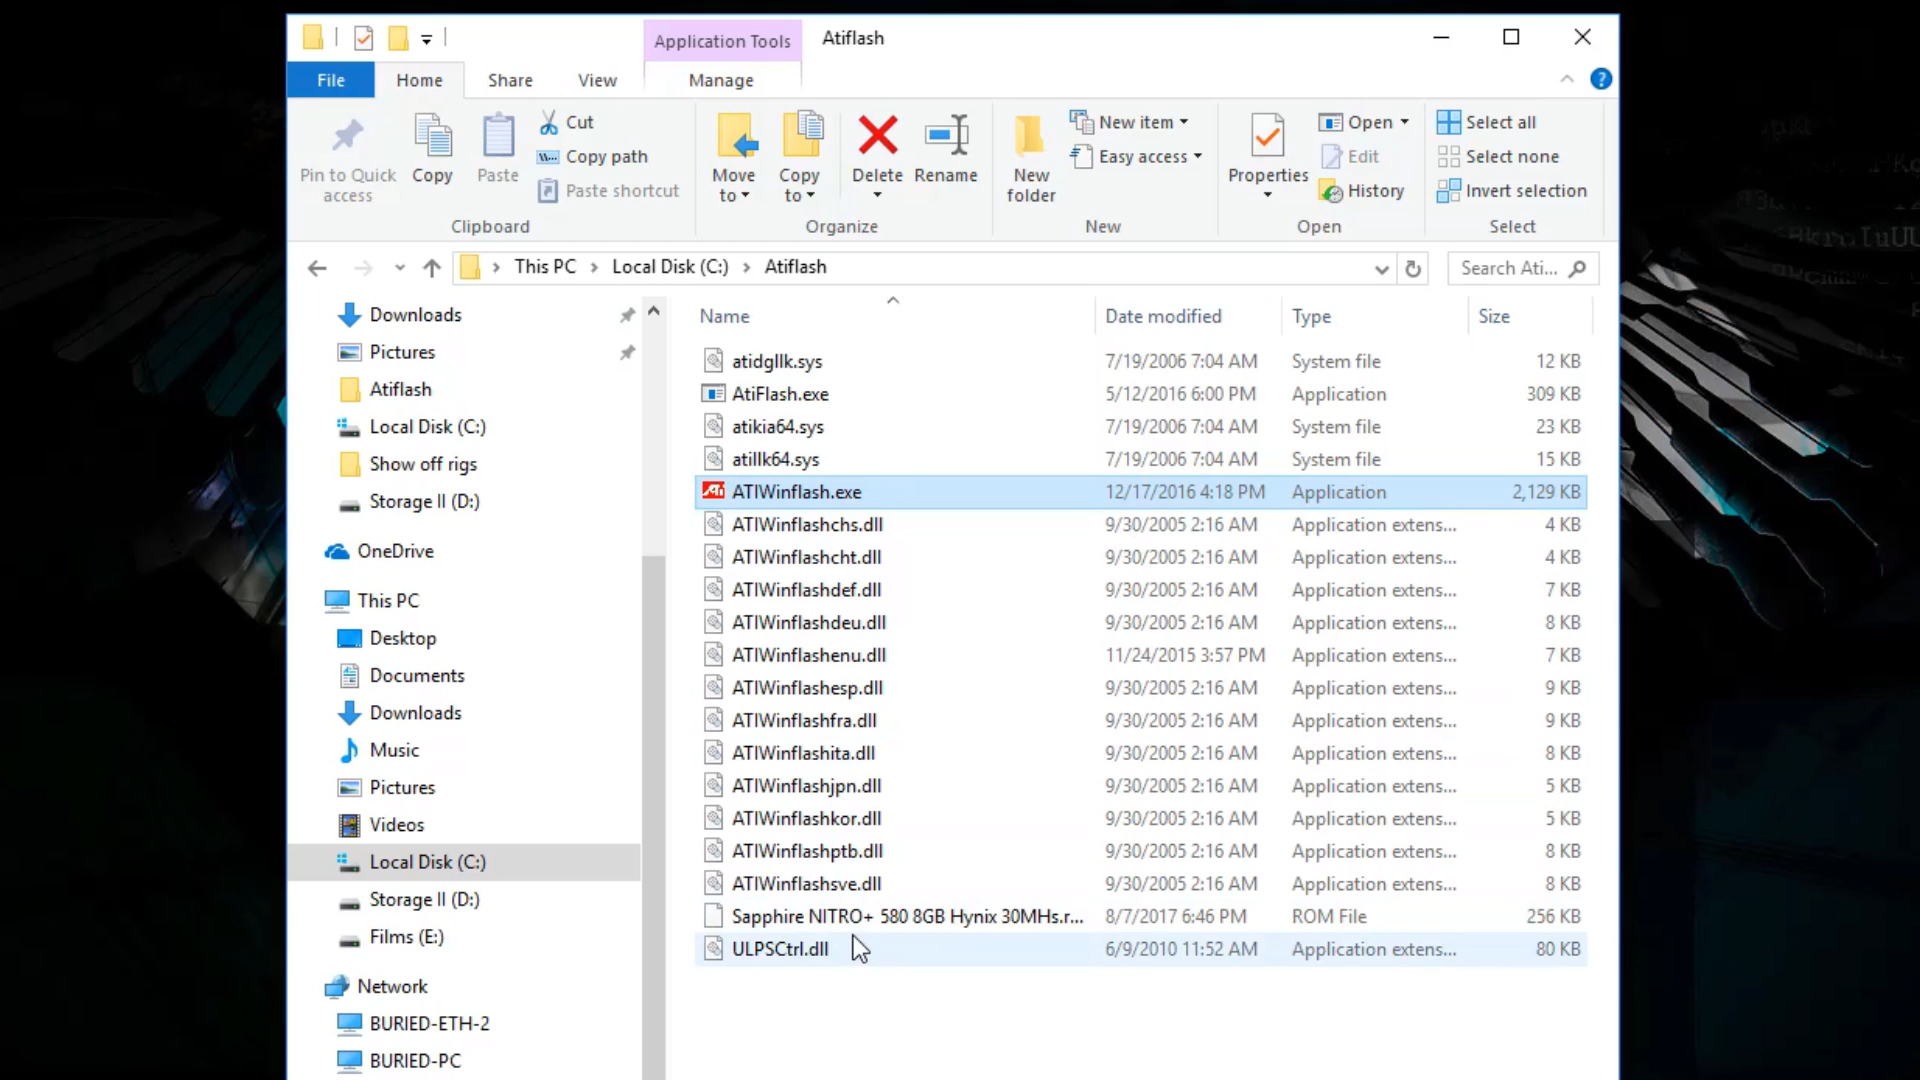 Application Tools Atiflash
File Home Share View Manage
Pin to Quick access
Copy
Paste
Cut
Copy path
Paste shortcut
Clipboard
Move to
Copy to
Delete
Rename
Organize
New folder
New item
Easy access
New
Properties
Open
Edit
History
Open
Select all
Select none
Invert selection
Select
This PC > Local Disk (C:) > Atiflash
Search Ati...
Downloads
Pictures
Atiflash
Local Disk (C:)
Show off rigs
Storage II (D:)
OneDrive
This PC
Desktop
Documents
Downloads
Music
Pictures
Videos
Local Disk (C:)
Storage II (D:)
Films (E:)
Network
BURIED-ETH-2
BURIED-PC
Name Date modified Type Size
atidgllk.sys 7/19/2006 7:04 AM System file 12 KB
AtiFlash.exe 5/12/2016 6:00 PM Application 309 KB
atikia64.sys 7/19/2006 7:04 AM System file 23 KB
atillk64.sys 7/19/2006 7:04 AM System file 15 KB
ATIWinflash.exe 12/17/2016 4:18 PM Application 2,129 KB
ATIWinflashchs.dll 9/30/2005 2:16 AM Application extens... 4 KB
ATIWinflashcht.dll 9/30/2005 2:16 AM Application extens... 4 KB
ATIWinflashdef.dll 9/30/2005 2:16 AM Application extens... 7 KB
ATIWinflashdeu.dll 9/30/2005 2:16 AM Application extens... 8 KB
ATIWinflashenu.dll 11/24/2015 3:57 PM Application extens... 7 KB
ATIWinflashesp.dll 9/30/2005 2:16 AM Application extens... 9 KB
ATIWinflashfra.dll 9/30/2005 2:16 AM Application extens... 9 KB
ATIWinflashita.dll 9/30/2005 2:16 AM Application extens... 8 KB
ATIWinflashjpn.dll 9/30/2005 2:16 AM Application extens... 5 KB
ATIWinflashkor.dll 9/30/2005 2:16 AM Application extens... 5 KB
ATIWinflashptb.dll 9/30/2005 2:16 AM Application extens... 8 KB
ATIWinflashsve.dll 9/30/2005 2:16 AM Application extens... 8 KB
Sapphire NITRO+ 580 8GB Hynix 30MHs.r... 8/7/2017 6:46 PM ROM File 256 KB
ULPSCtrl.dll 6/9/2010 11:52 AM Application extens... 80 KB